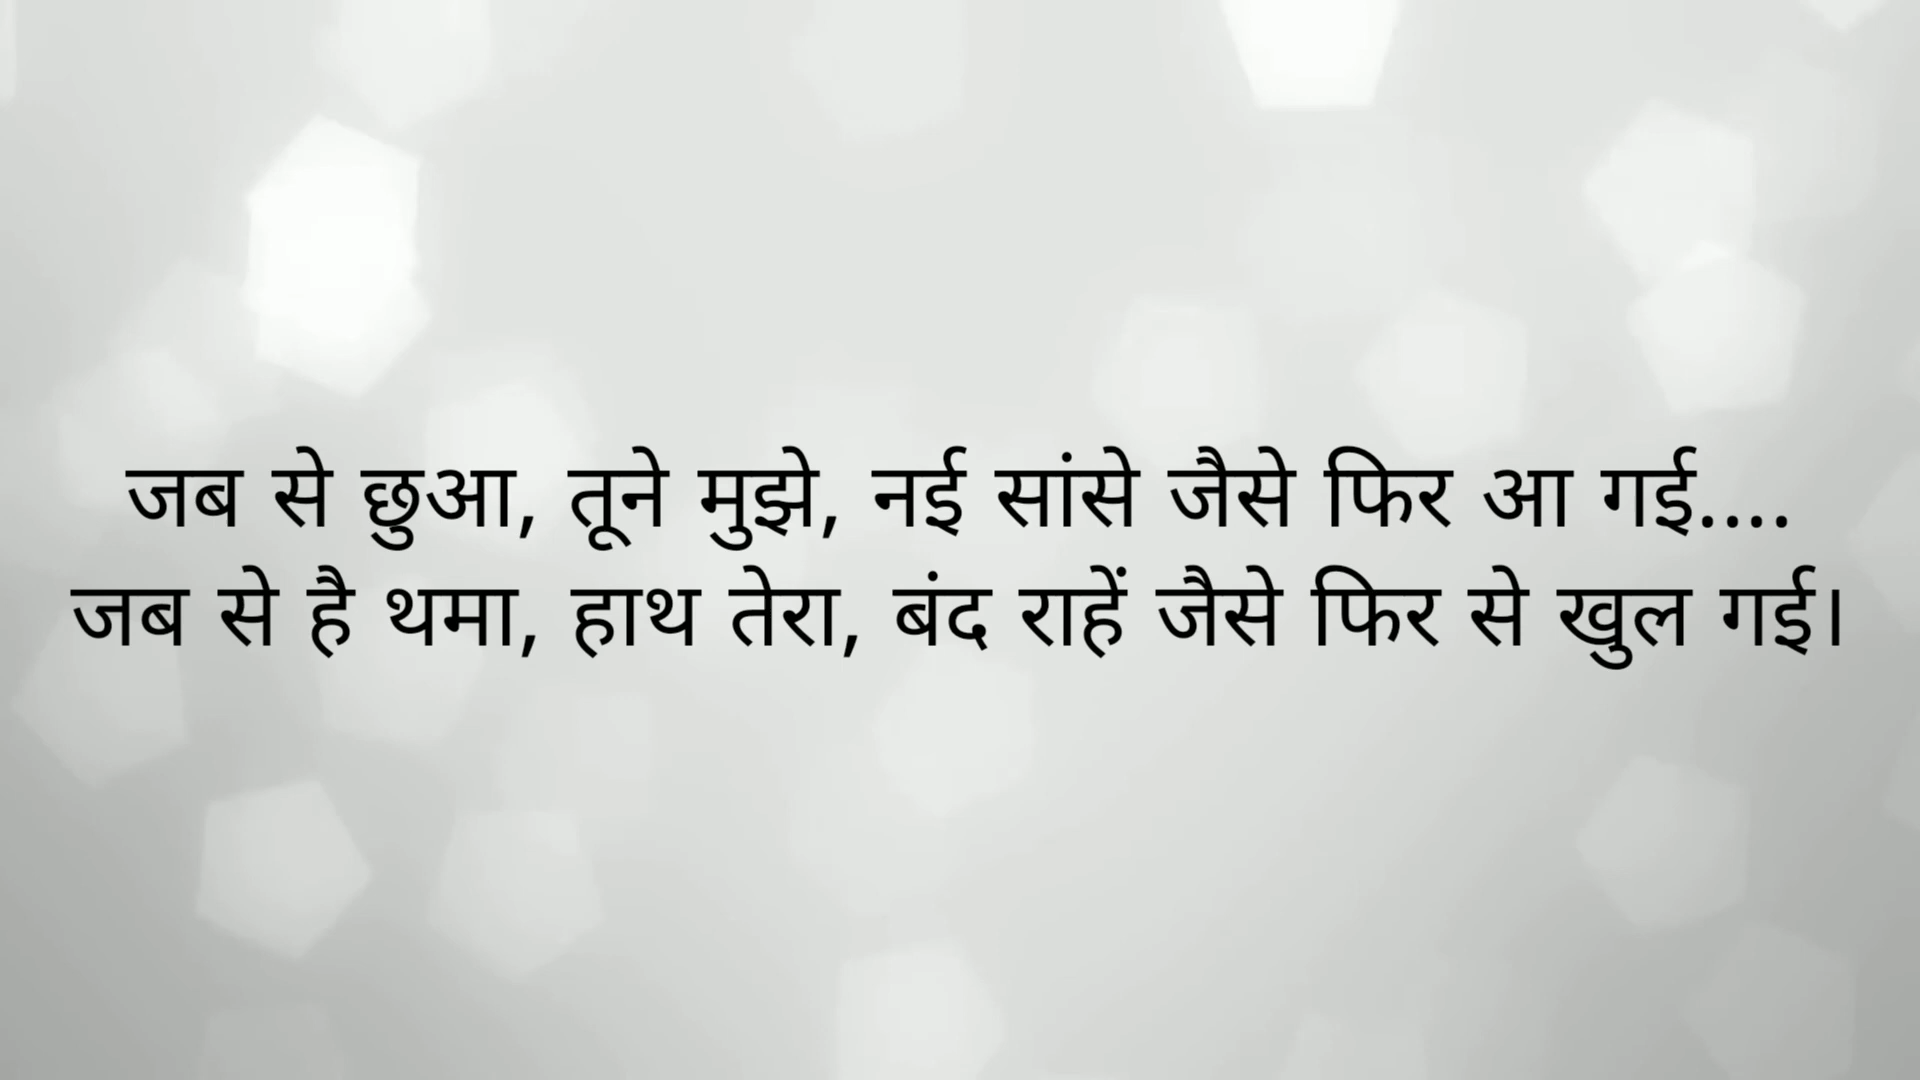 जब से छुआ, तूने मुझे, नई सांसे जैसे फिर आ गई....
जब से है थमा, हाथ तेरा, बंद राहें जैसे फिर से खुल गई।